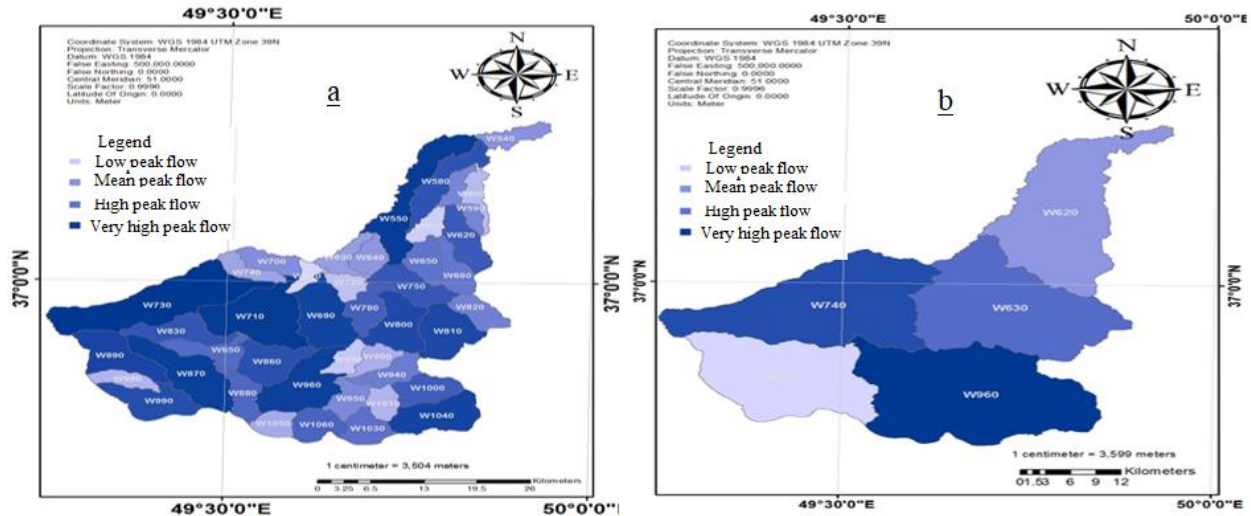 49°30'0"E
Coordinate System: WGS 1984 UTM Zone 39N
Projection: Transverse Mercator
Datum: WGS 1984
False Easting: 500,000.0000
False Northing: 0.0000
Central Meridian: 51.0000
Scale Factor: 0.9996
Latitude Of Origin: 0.0000
Units: Meter
a
N
W E
S
Legend
Low peak flow
Mean peak flow
High peak flow
Very high peak flow
W540
W580
W590
W550
W620
W630 W640 W650
W700
W740
W660
W750
W730
W710
W690
W780
W820
W800
W810
W830
W850
W860
W890
W870
W900
W940
W960
W880
W990
W950
W1000
W1010
W1040
W1050
W1060
W1030
37°0'0"N
37°0'0"N
1 centimeter = 3,504 meters
Kilometers
0 3.25 6.5 13 19.5 26
49°30'0"E
50°0'0"E
49°30'0"E
50°0'0"E
Coordinate System: WGS 1984 UTM Zone 39N
Projection: Transverse Mercator
Datum: WGS 1984
False Easting: 500,000.0000
False Northing: 0.0000
Central Meridian: 51.0000
Scale Factor: 0.9996
Latitude Of Origin: 0.0000
Units: Meter
b
N
W E
S
Legend
Low peak flow
Mean peak flow
High peak flow
Very high peak flow
W620
W740
W630
W960
37°0'0"N
1 centimeter = 3,599 meters
Kilometers
01.53 6 9 12
49°30'0"E
50°0'0"E